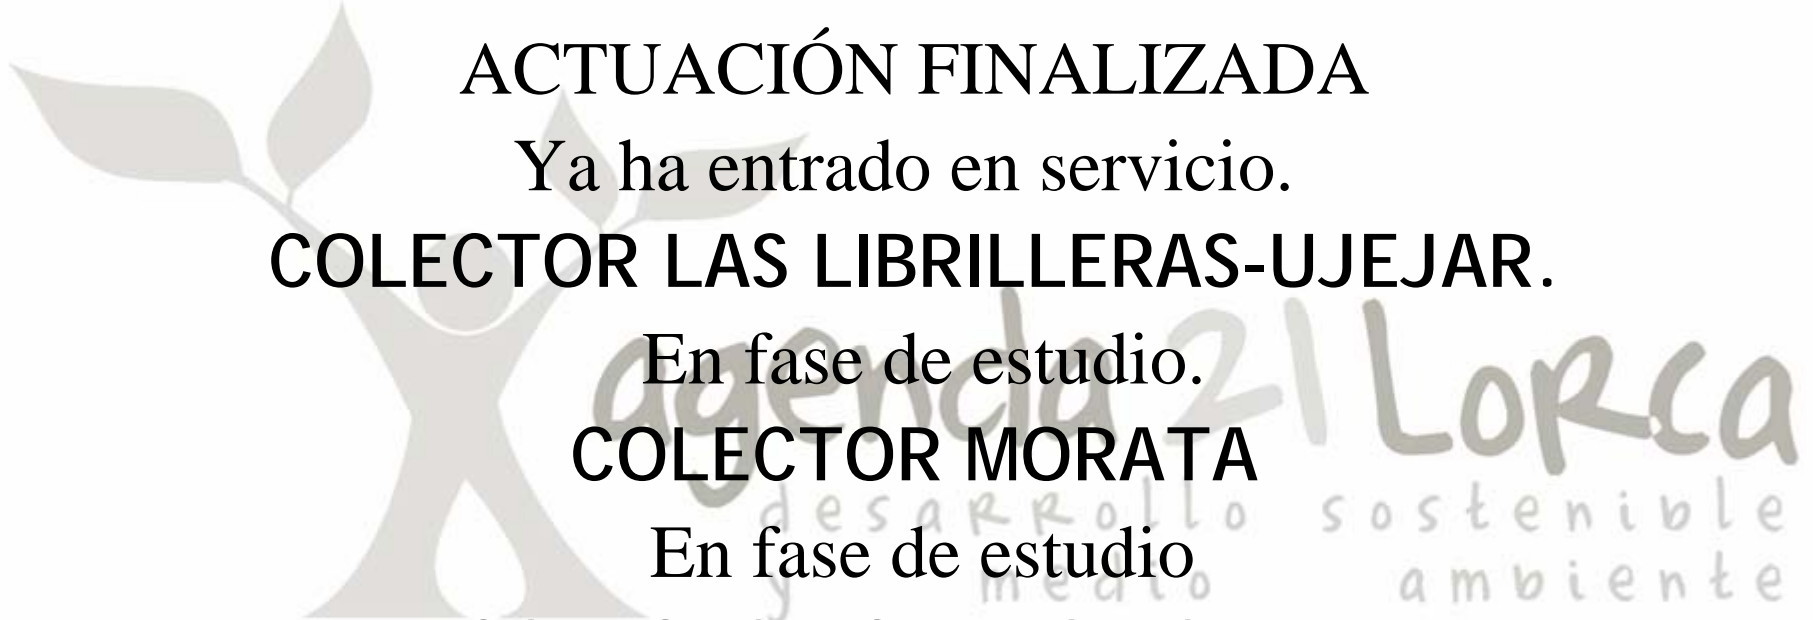 ACTUACIÓN FINALIZADA
Ya ha entrado en servicio.
COLECTOR LAS LIBRILLERAS-UJEJAR.
En fase de estudio.
agenda 21 Lorca
COLECTOR MORATA
desarrollo sostenible
En fase de estudio
y medio ambiente